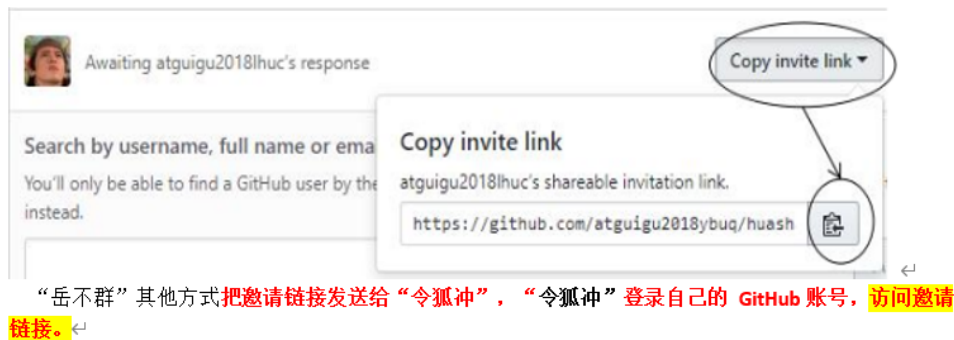 Awaiting atguigu2018lhuc's response
Copy invite link
Copy invite link
Search by username, full name or ema
atguigu2018lhuc's shareable invitation link.
You'll only be able to find a GitHub user by the
instead.
https://github.com/atguigu2018ybuq/huash
“岳不群”其他方式把邀请链接发送给“令狐冲”，“令狐冲”登录自己的 GitHub 账号，访问邀请
链接。